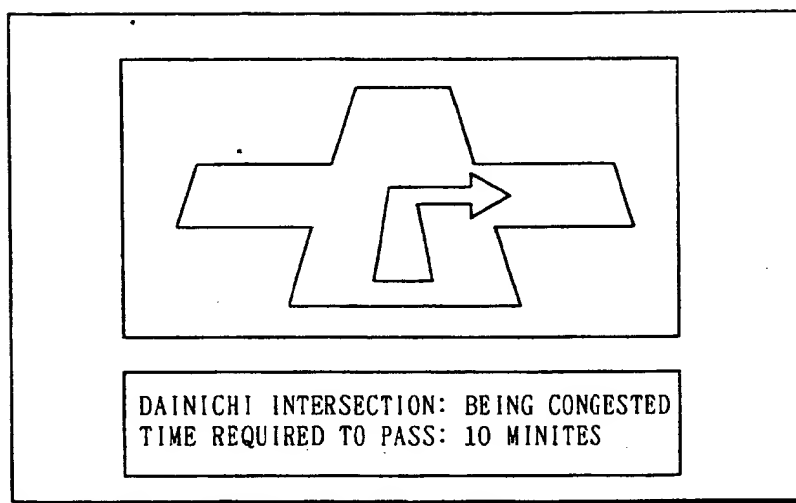 DAINICHI INTERSECTION: BEING CONGESTED
TIME REQUIRED TO PASS: 10 MINITES